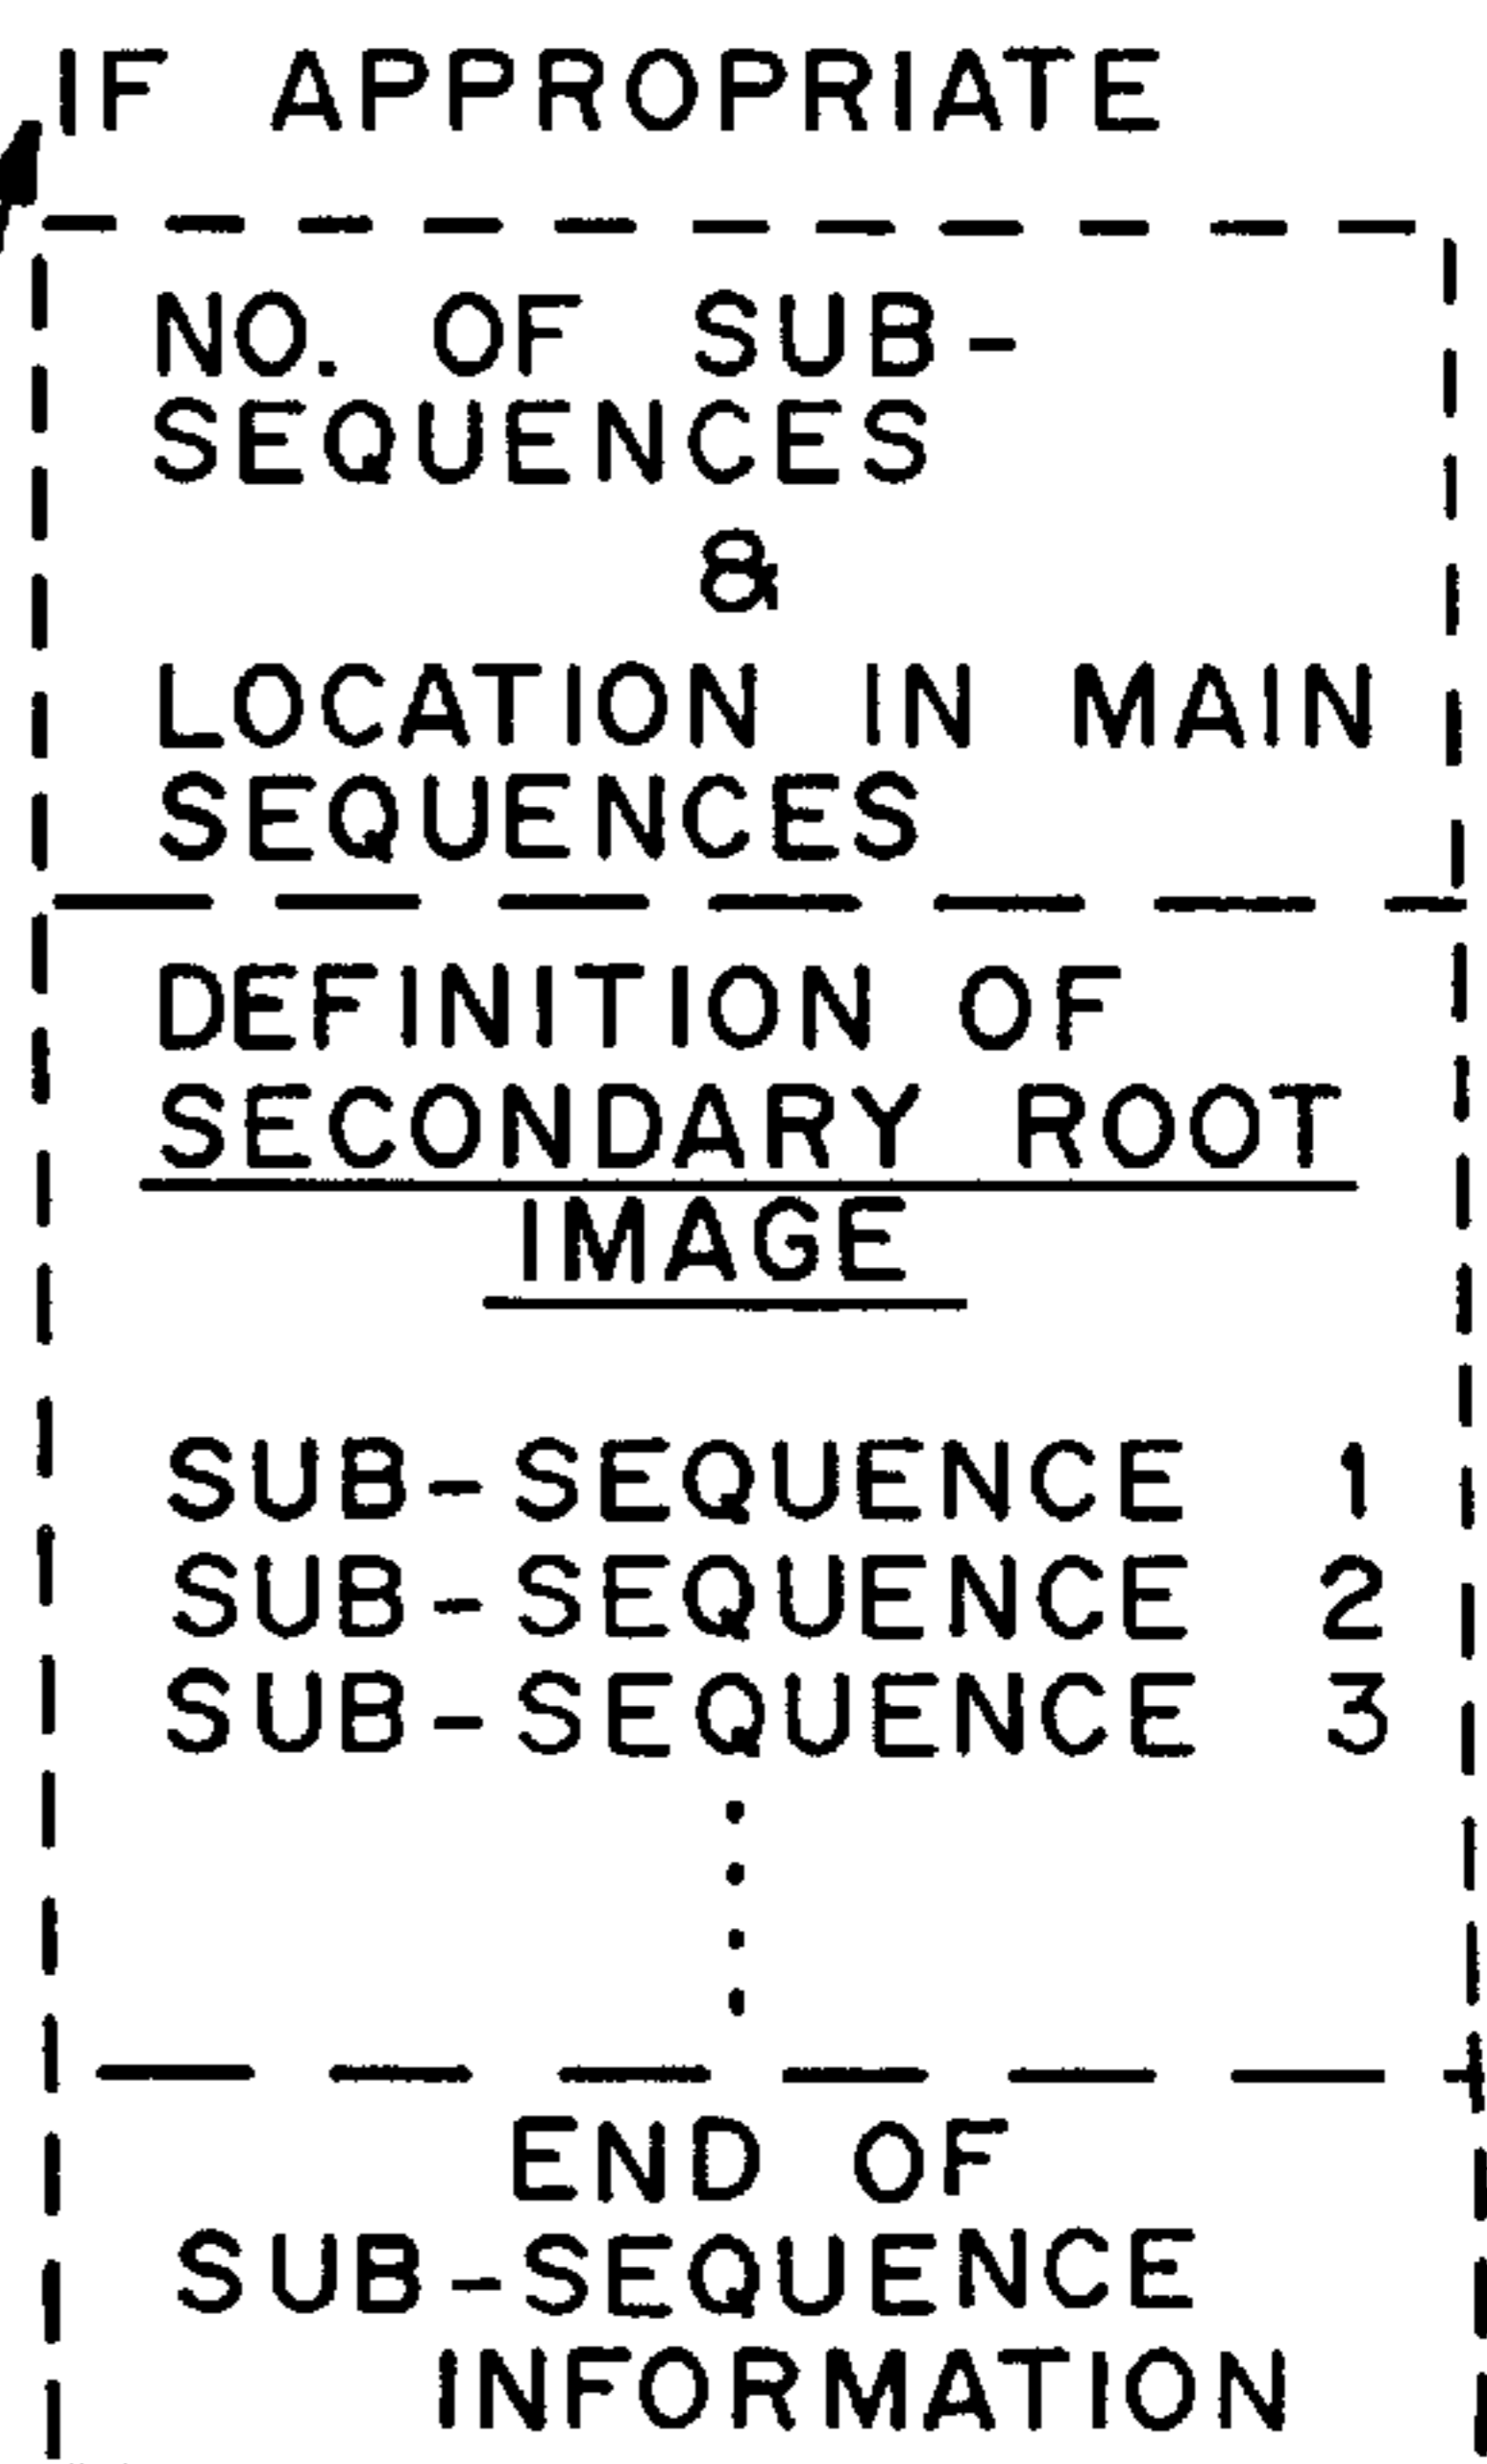 IF APPROPRIATE
NO. OF SUB-
SEQUENCES
&
LOCATION IN MAIN
SEQUENCES
DEFINITION OF
SECONDARY ROOT
IMAGE
SUB-SEQUENCE 1
SUB-SEQUENCE 2
SUB-SEQUENCE 3
END OF
SUB-SEQUENCE
INFORMATION